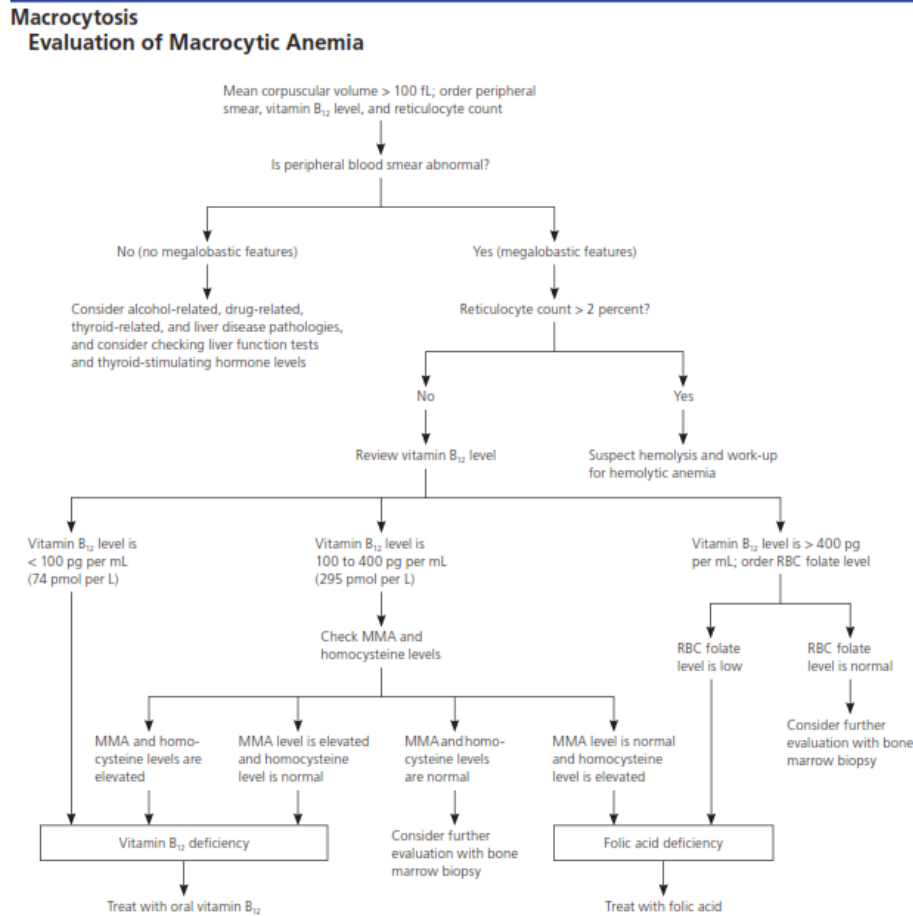 Macrocytosis
Evaluation of Macrocytic Anemia
Mean corpuscular volume > 100 fL; order peripheral
smear, vitamin B₁₂ level, and reticulocyte count
Is peripheral blood smear abnormal?
No (no megalobastic features)
Yes (megalobastic features)
Consider alcohol-related, drug-related,
thyroid-related, and liver disease pathologies,
and consider checking liver function tests
and thyroid-stimulating hormone levels
Reticulocyte count > 2 percent?
No
Yes
Review vitamin B₁₂ level
Suspect hemolysis and work-up
for hemolytic anemia
Vitamin B₁₂ level is
< 100 pg per mL
(74 pmol per L)
Vitamin B₁₂ level is
100 to 400 pg per mL
(295 pmol per L)
Vitamin B₁₂ level is > 400 pg
per mL; order RBC folate level
Check MMA and
homocysteine levels
RBC folate
level is low
RBC folate
level is normal
MMA and homo-
cysteine levels are
elevated
MMA level is elevated
and homocysteine
level is normal
MMA and homo-
cysteine levels
are normal
MMA level is normal
and homocysteine
level is elevated
Consider further
evaluation with bone
marrow biopsy
Vitamin B₁₂ deficiency
Consider further
evaluation with bone
marrow biopsy
Folic acid deficiency
Treat with oral vitamin B₁₂
Treat with folic acid